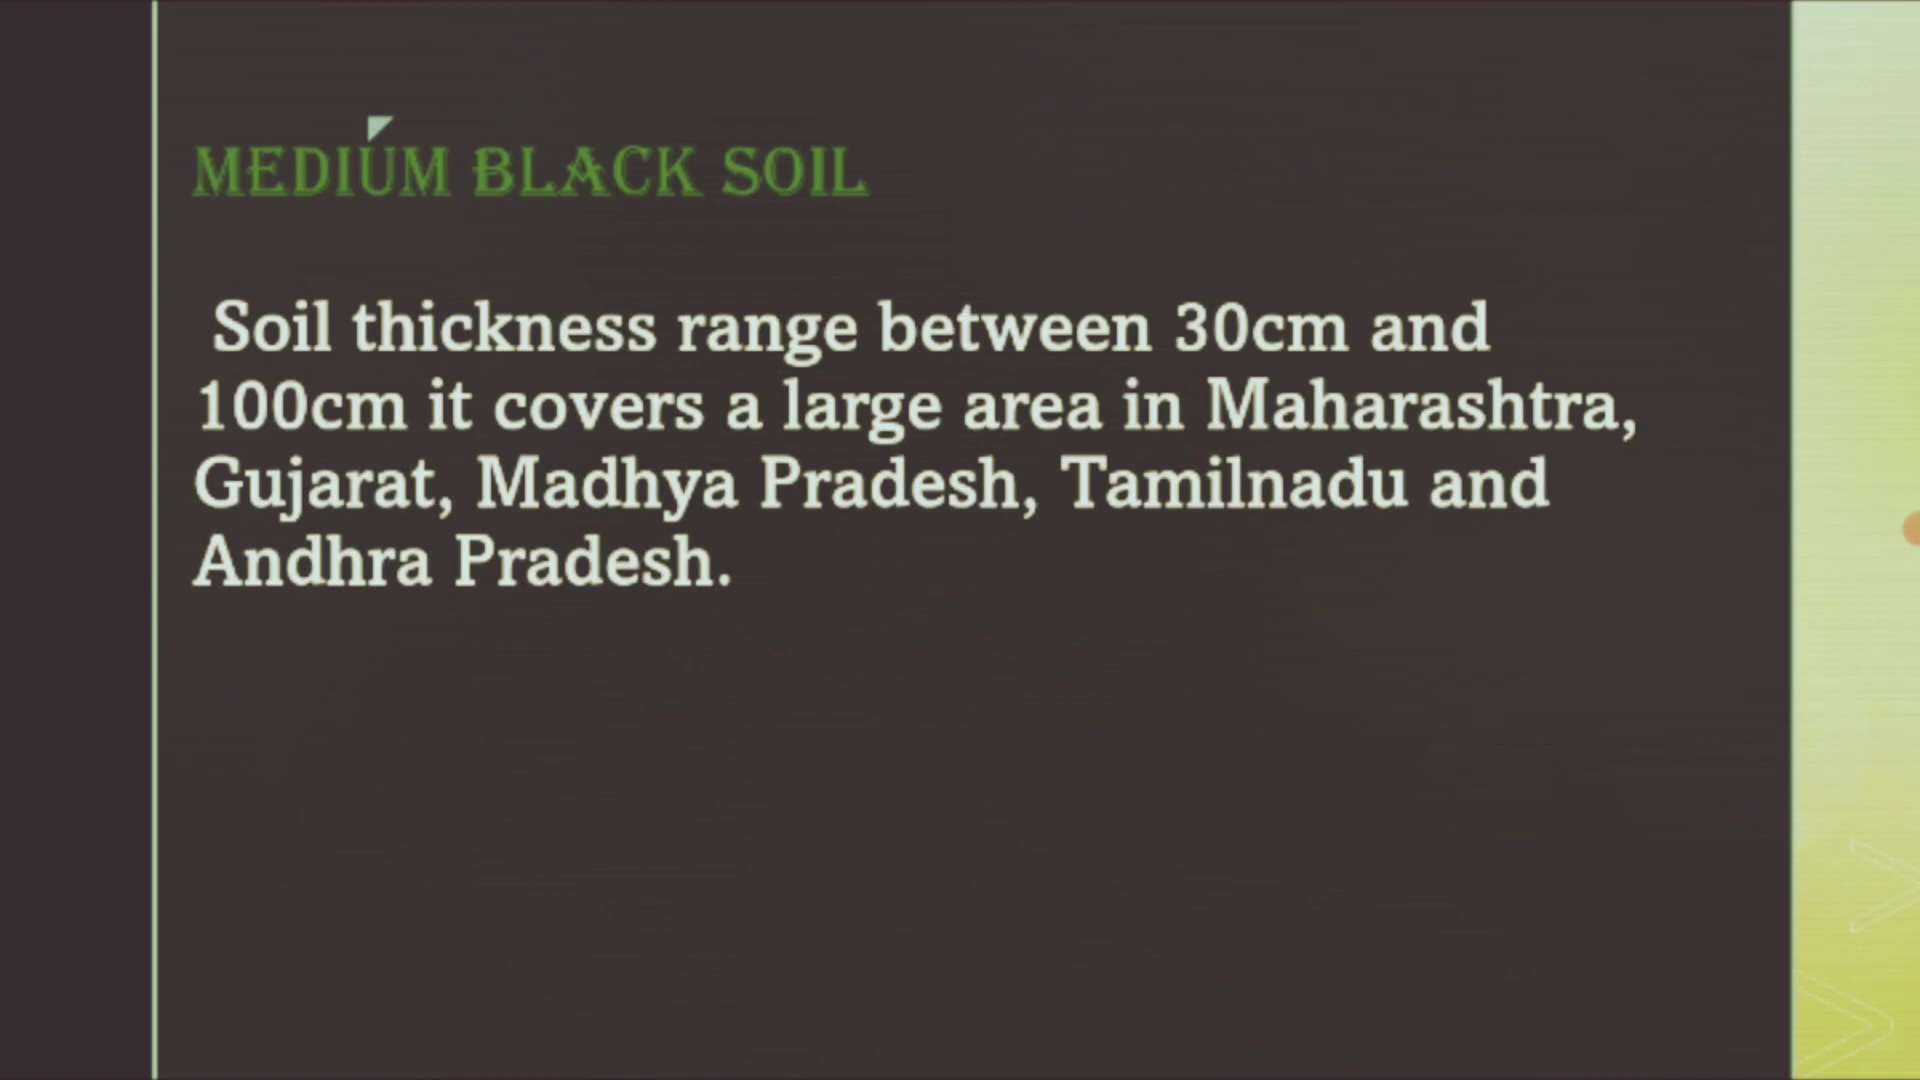 MEDIUM BLACK SOIL
Soil thickness range between 30cm and
100cm it covers a large area in Maharashtra,
Gujarat, Madhya Pradesh, Tamilnadu and
Andhra Pradesh.